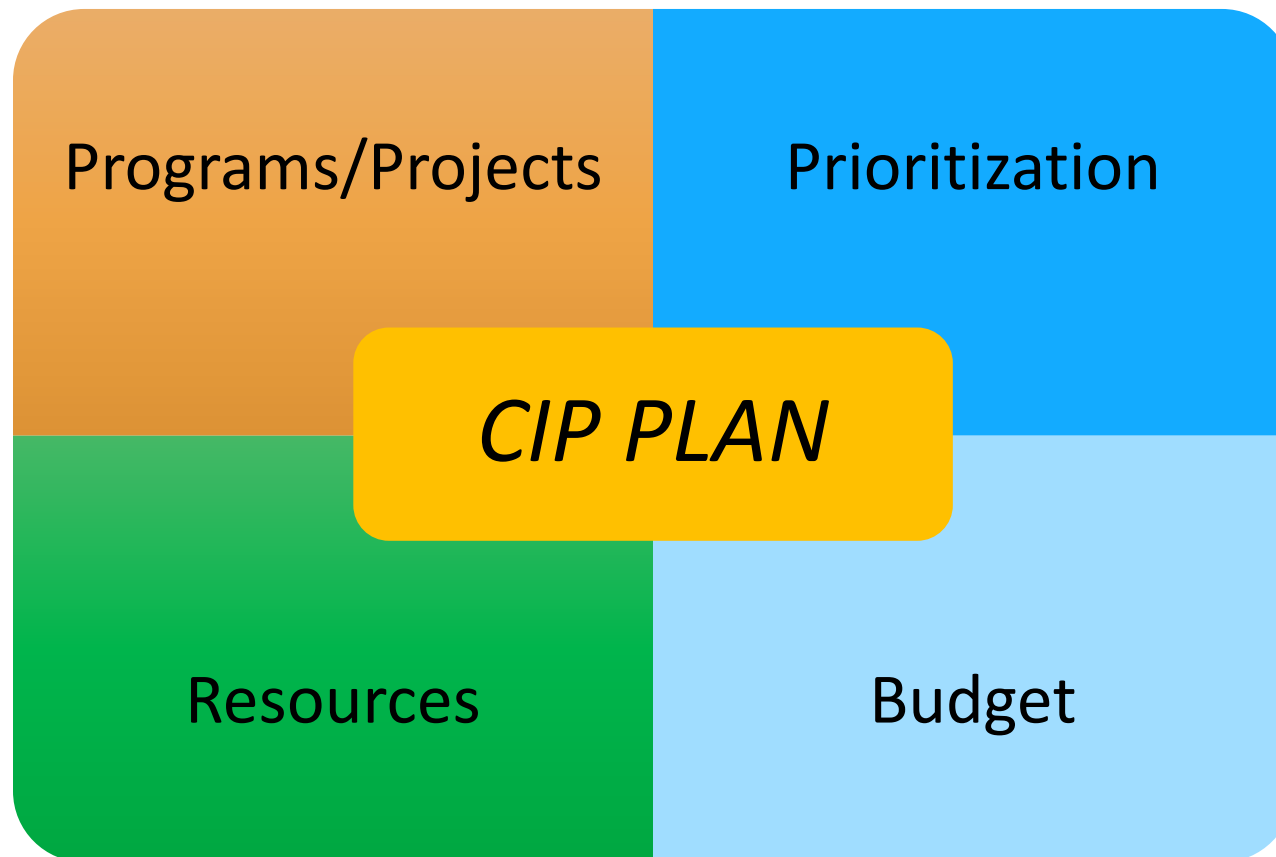 Programs/Projects
Prioritization
CIP PLAN
Resources
Budget